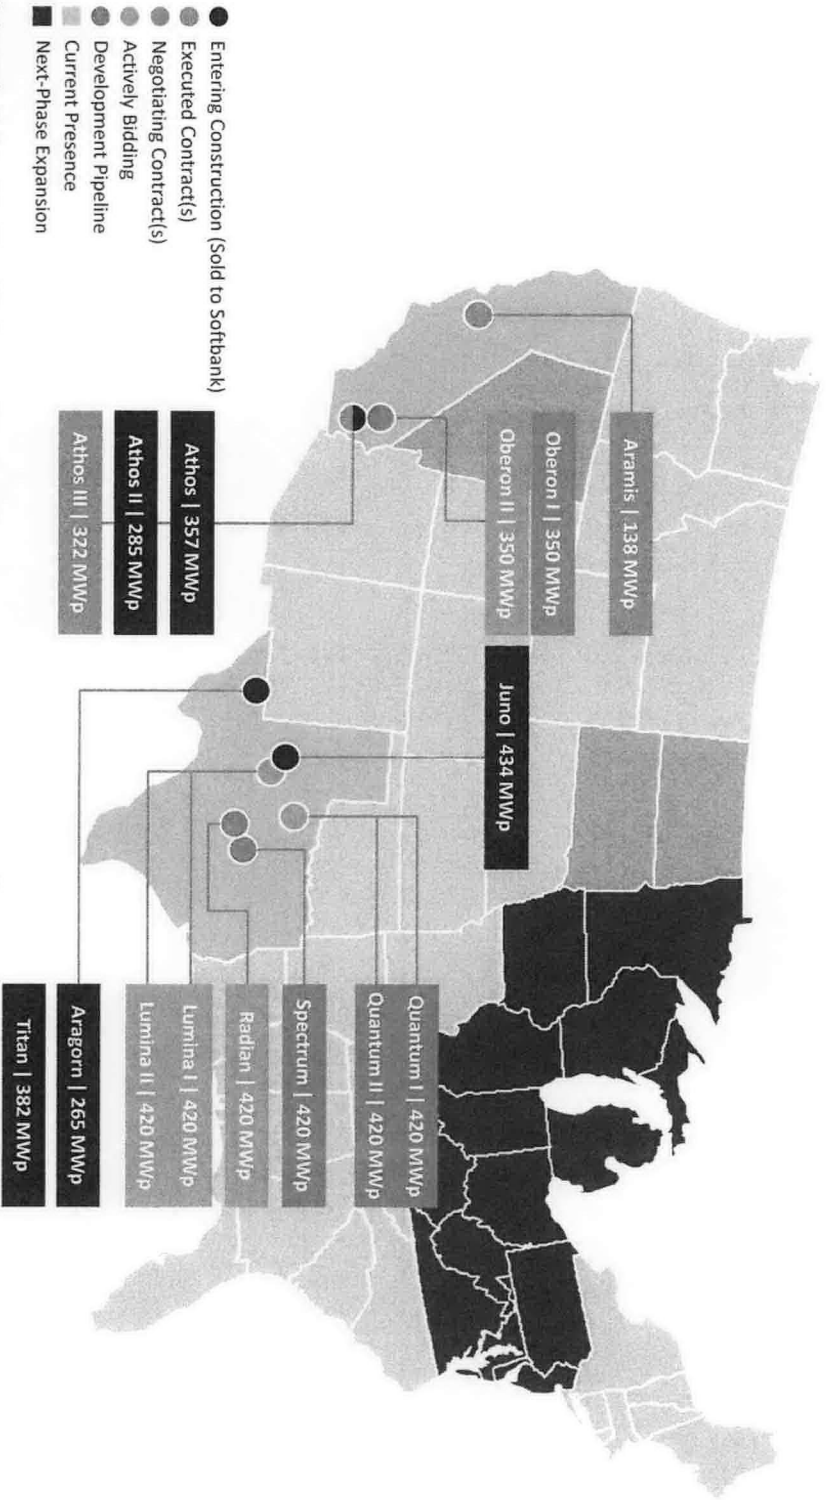 Aramis | 138 MWp
Oberon I | 350 MWp
Oberon II | 350 MWp
Juno | 434 MWp
Athos | 357 MWp
Athos II | 285 MWp
Athos III | 322 MWp
Quantum I | 420 MWp
Quantum II | 420 MWp
Spectrum | 420 MWp
Radian | 420 MWp
Lumina I | 420 MWp
Lumina II | 420 MWp
Aragorn | 265 MWp
Titan | 382 MWp
Entering Construction (Sold to Softbank)
Executed Contract(s)
Negotiating Contract(s)
Actively Bidding
Development Pipeline
Current Presence
Next-Phase Expansion